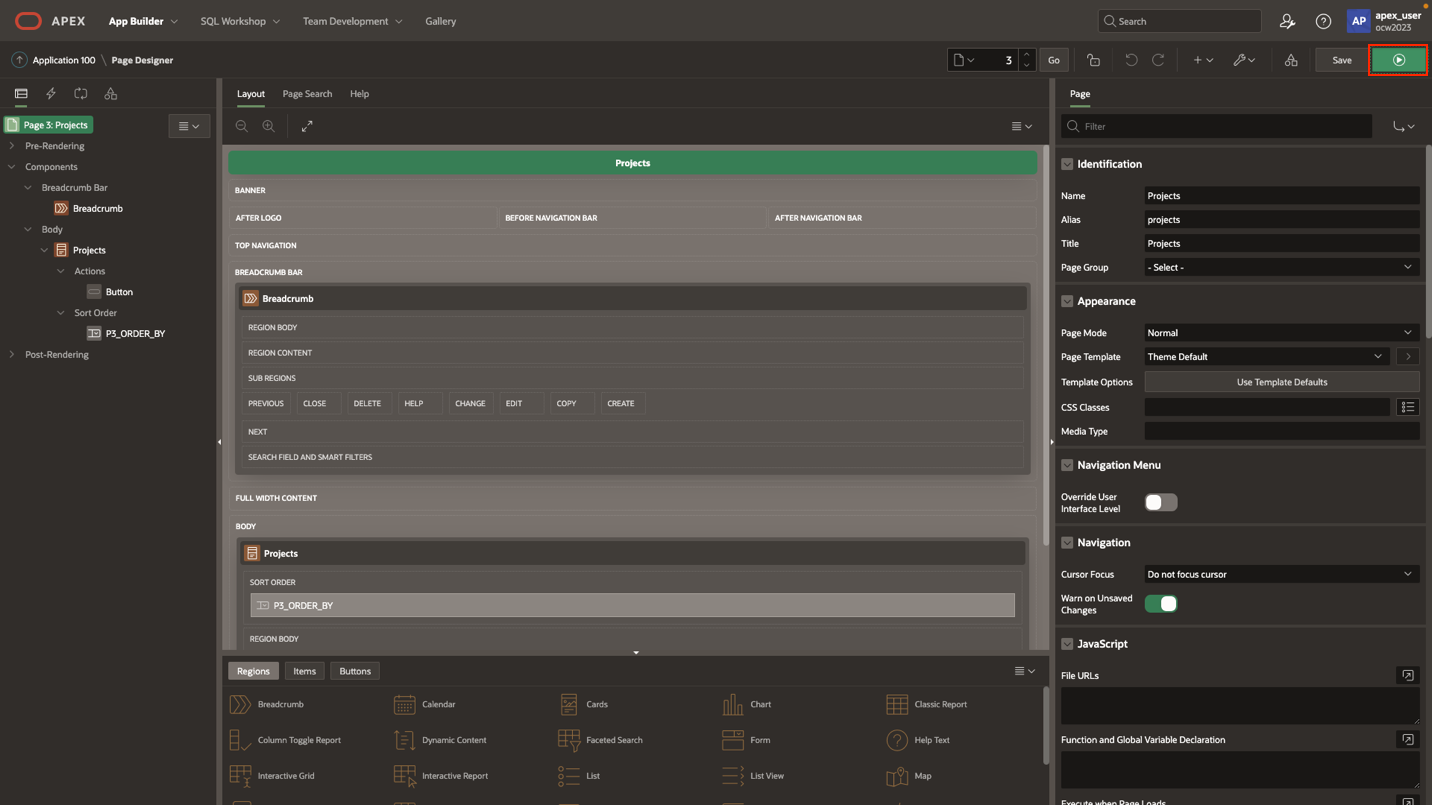 APEX
App Builder
SQL Workshop
Team Development
Gallery
Search
AP
apex_user
ocw2023
Application 100 \ Page Designer
3
Go
Save
Page 3: Projects
Pre-Rendering
Components
Breadcrumb Bar
Breadcrumb
Body
Projects
Actions
Button
Sort Order
P3_ORDER_BY
Post-Rendering
Layout
Page Search
Help
Projects
BANNER
AFTER LOGO
BEFORE NAVIGATION BAR
AFTER NAVIGATION BAR
TOP NAVIGATION
BREADCRUMB BAR
Breadcrumb
REGION BODY
REGION CONTENT
SUB REGIONS
PREVIOUS
CLOSE
DELETE
HELP
CHANGE
EDIT
COPY
CREATE
NEXT
SEARCH FIELD AND SMART FILTERS
FULL WIDTH CONTENT
BODY
Projects
SORT ORDER
P3_ORDER_BY
REGION BODY
Regions
Items
Buttons
Breadcrumb
Calendar
Cards
Chart
Classic Report
Column Toggle Report
Dynamic Content
Faceted Search
Form
Help Text
Interactive Grid
Interactive Report
List
List View
Map
Page
Filter
Identification
Name
Projects
Alias
projects
Title
Projects
Page Group
- Select -
Appearance
Page Mode
Normal
Page Template
Theme Default
Template Options
Use Template Defaults
CSS Classes
Media Type
Navigation Menu
Override User
Interface Level
Navigation
Cursor Focus
Do not focus cursor
Warn on Unsaved
Changes
JavaScript
File URLs
Function and Global Variable Declaration
Execute when Page Loads